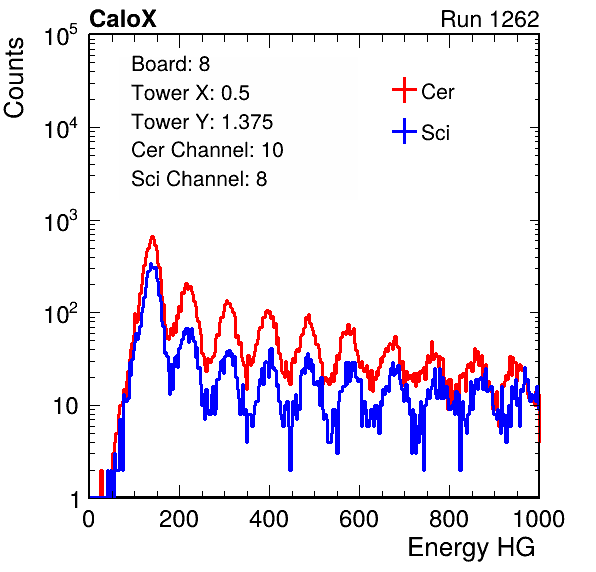 CaloX Run 1262
Counts
Board: 8
Tower X: 0.5
Tower Y: 1.375
Cer Channel: 10
Sci Channel: 8
Cer
Sci
10^5
10^4
10^3
10^2
10
1
0 200 400 600 800 1000
Energy HG